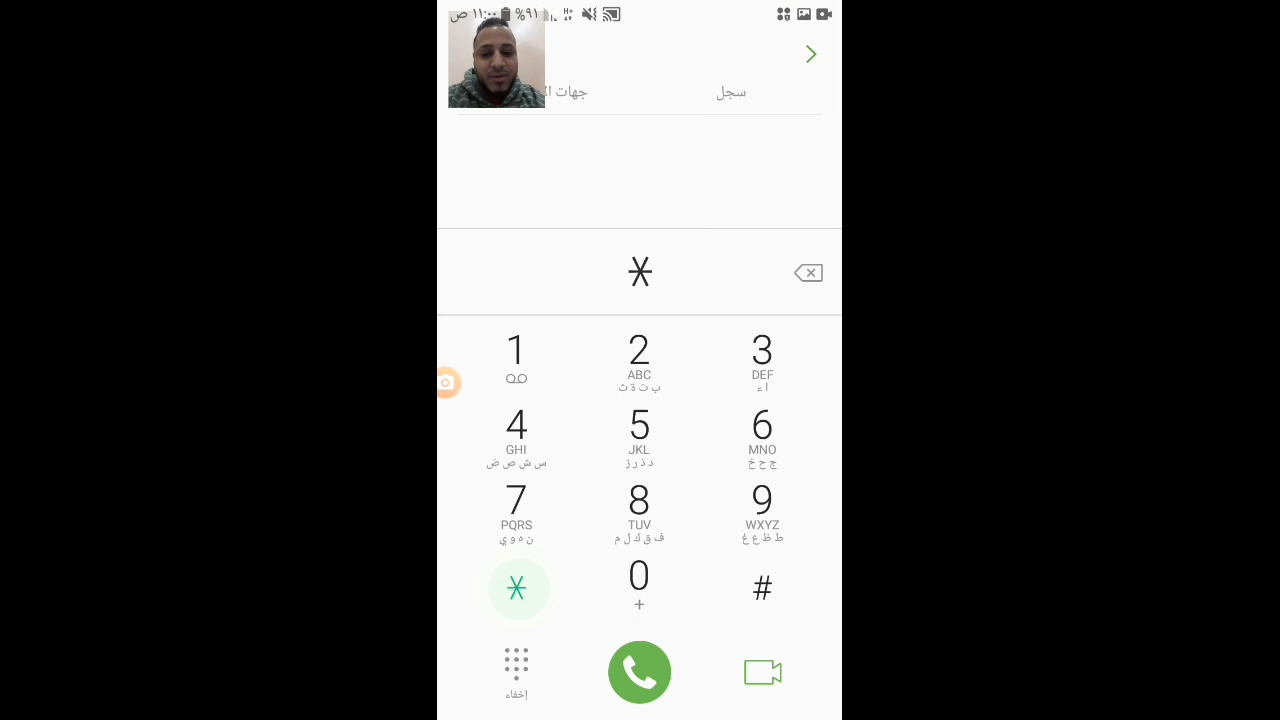 %٩١ ١١:٠٠ ص
سجل
جهات ال
*
1 2 3
ABC DEF
ب ت ة ث ا ء
4 5 6
GHI JKL MNO
س ش ص ض د ذ ر ز ج ح خ
7 8 9
PQRS TUV WXYZ
ن ه و ي ف ق ك ل م ط ظ ع غ
* 0 #
+
إخفاء